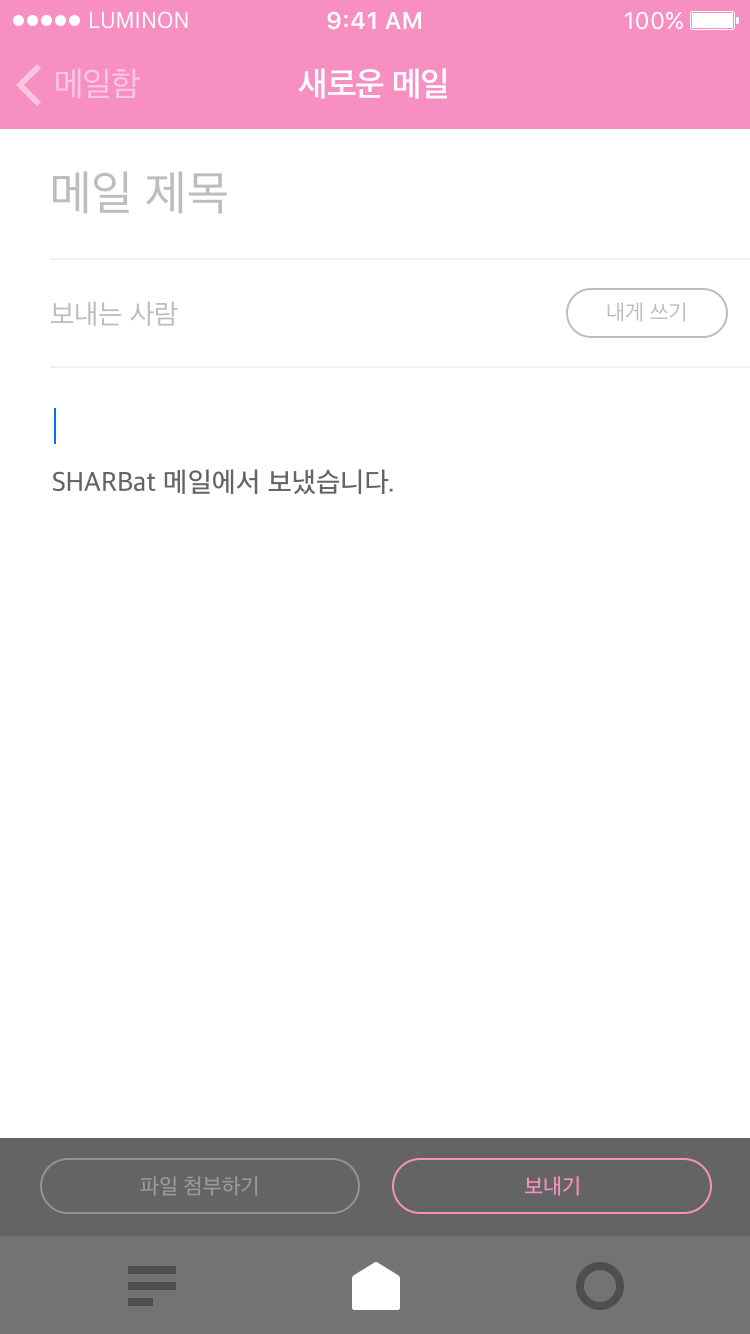 LUMINON 9:41 AM 100%
메일함 새로운 메일
메일 제목
보내는 사람 내게 쓰기
SHARBat 메일에서 보냈습니다.
파일 첨부하기 보내기